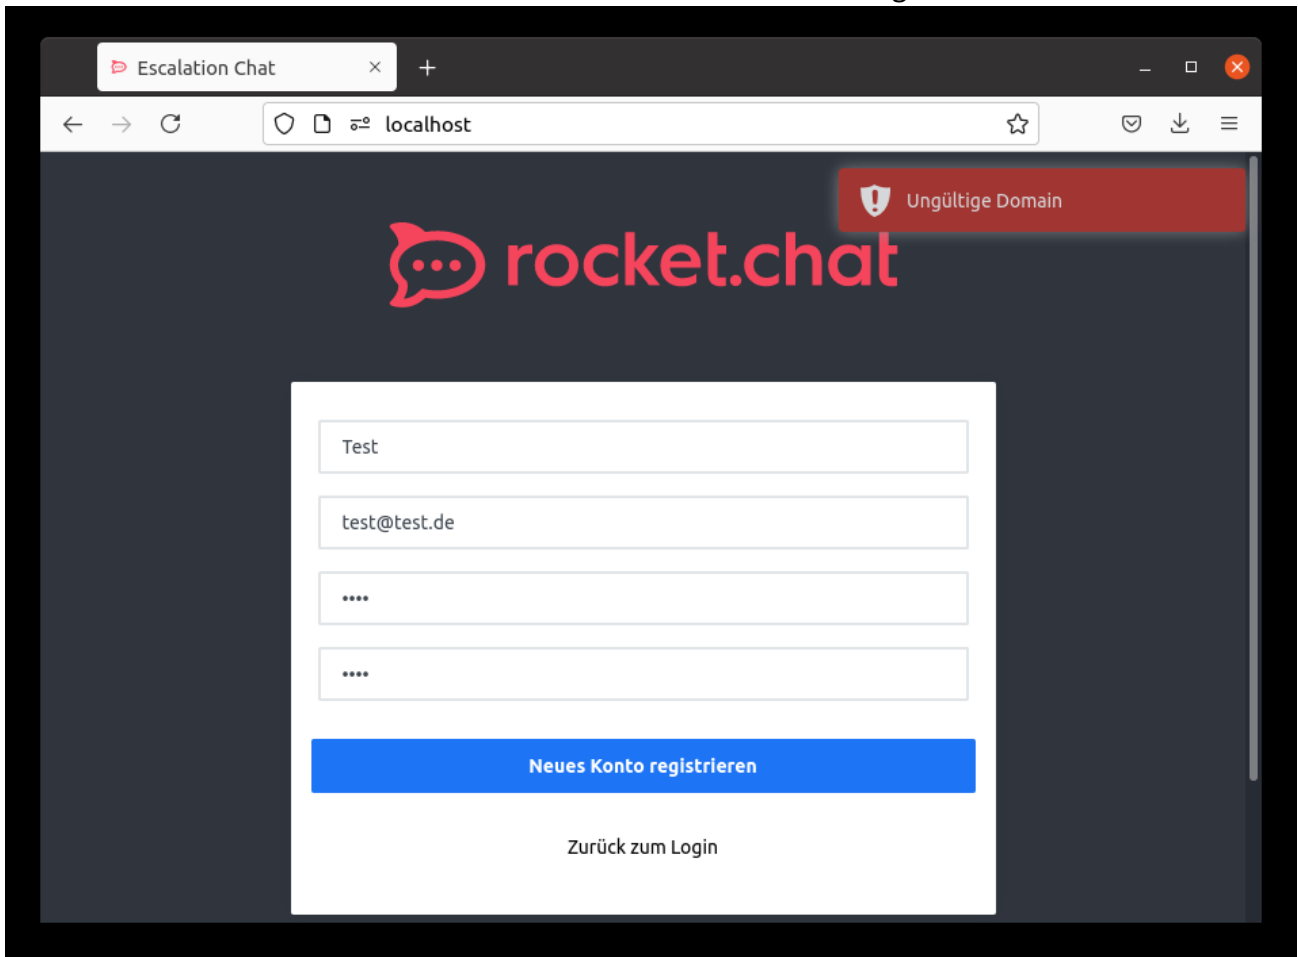 Escalation Chat
localhost
Ungültige Domain
rocket.chat
Test
test@test.de
••••
••••
Neues Konto registrieren
Zurück zum Login